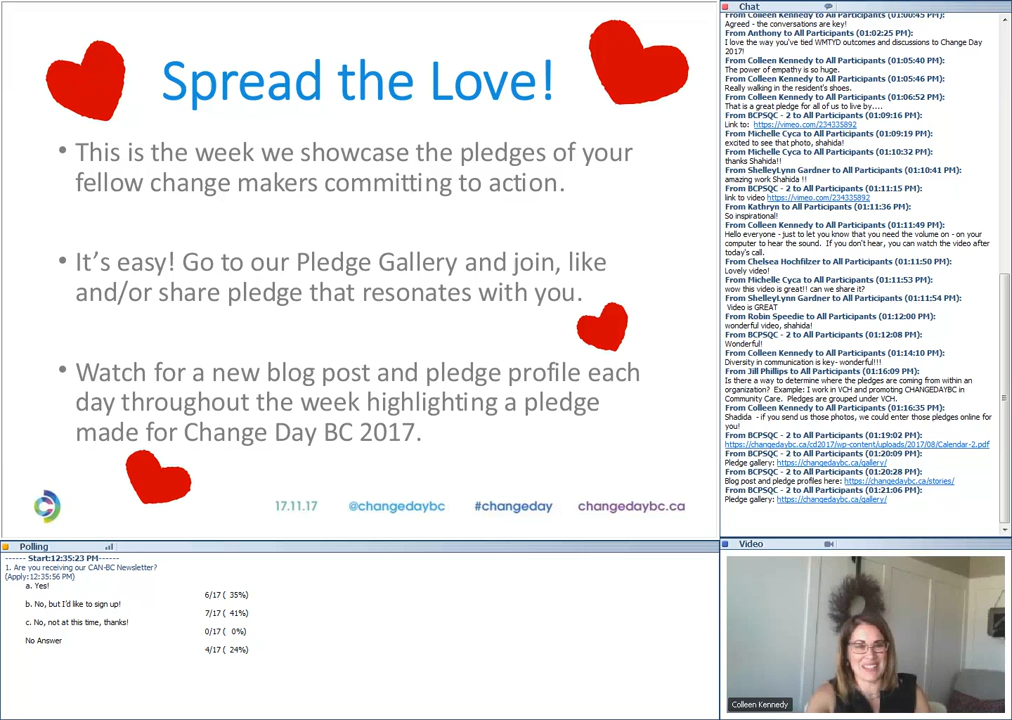 Spread the Love!
• This is the week we showcase the pledges of your
fellow change makers committing to action.
• It's easy! Go to our Pledge Gallery and join, like
and/or share pledge that resonates with you.
• Watch for a new blog post and pledge profile each
day throughout the week highlighting a pledge
made for Change Day BC 2017.
17.11.17 @changedaybc #changeday changedaybc.ca
Chat
From Colleen Kennedy to All Participants (01:00:45 PM):
Agreed - the conversations are key!
From Anthony to All Participants (01:02:25 PM):
I love the way you've tied WMTYD outcomes and discussions to Change Day
2017!
From Colleen Kennedy to All Participants (01:05:40 PM):
The power of empathy is so huge.
From Colleen Kennedy to All Participants (01:05:46 PM):
Really walking in the resident's shoes.
From Colleen Kennedy to All Participants (01:06:52 PM):
That is a great pledge for all of us to live by....
From BCPSQC - 2 to All Participants (01:09:16 PM):
Link to: https://vimeo.com/234335892
From Michelle Cyca to All Participants (01:09:19 PM):
excited to see that photo, shahida!
From Michelle Cyca to All Participants (01:10:32 PM):
thanks Shahida!!
From ShelleyLynn Gardner to All Participants (01:10:41 PM):
amazing work Shahida !!
From BCPSQC - 2 to All Participants (01:11:15 PM):
link to video https://vimeo.com/234335892
From Kathryn to All Participants (01:11:36 PM):
So inspirational!
From Colleen Kennedy to All Participants (01:11:49 PM):
Hello everyone - just to let you know that you need the volume on - on your
computer to hear the sound. If you don't hear, you can watch the video after
today's call.
From Chelsea Hochfilzer to All Participants (01:11:50 PM):
Lovely video!
From Michelle Cyca to All Participants (01:11:53 PM):
wow this video is great!! can we share it?
From ShelleyLynn Gardner to All Participants (01:11:54 PM):
Video is GREAT
From Robin Speedie to All Participants (01:12:00 PM):
wonderful video, shahida!
From BCPSQC - 2 to All Participants (01:12:08 PM):
Wonderful!
From Colleen Kennedy to All Participants (01:14:10 PM):
Diversity in communication is key- wonderful!!!
From Jill Phillips to All Participants (01:16:09 PM):
Is there a way to determine where the pledges are coming from within an
organization? Example: I work in VCH and promoting CHANGEDAYBC in
Community Care. Pledges are grouped under VCH.
From Colleen Kennedy to All Participants (01:16:35 PM):
Shadida - if you send us those photos, we could enter those pledges online for
you!
From BCPSQC - 2 to All Participants (01:19:02 PM):
https://changedaybc.ca/cd2017/wp-content/uploads/2017/08/Calendar-2.pdf
From BCPSQC - 2 to All Participants (01:20:09 PM):
Pledge gallery: https://changedaybc.ca/gallery/
From BCPSQC - 2 to All Participants (01:20:28 PM):
Blog post and pledge profiles here: https://changedaybc.ca/stories/
From BCPSQC - 2 to All Participants (01:21:06 PM):
Pledge gallery: https://changedaybc.ca/gallery/
Polling
------ Start:12:35:23 PM------
1. Are you receiving our CAN-BC Newsletter?
(Apply:12:35:56 PM)
a. Yes!
6/17 ( 35%)
b. No, but I'd like to sign up!
7/17 ( 41%)
c. No, not at this time, thanks!
0/17 ( 0%)
No Answer
4/17 ( 24%)
Video
Colleen Kennedy